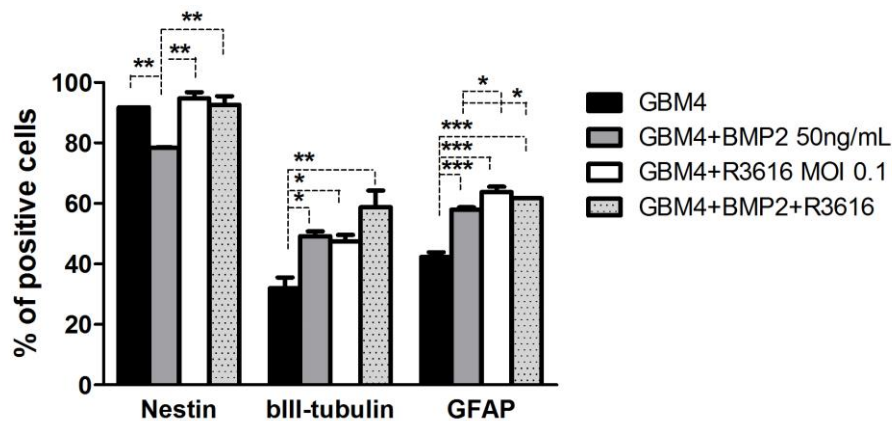 **
**
**
*
*
***
***
***
**
*
*
100
80
60
40
20
0
% of positive cells
Nestin
bIII-tubulin
GFAP
GBM4
GBM4+BMP2 50ng/mL
GBM4+R3616 MOI 0.1
GBM4+BMP2+R3616